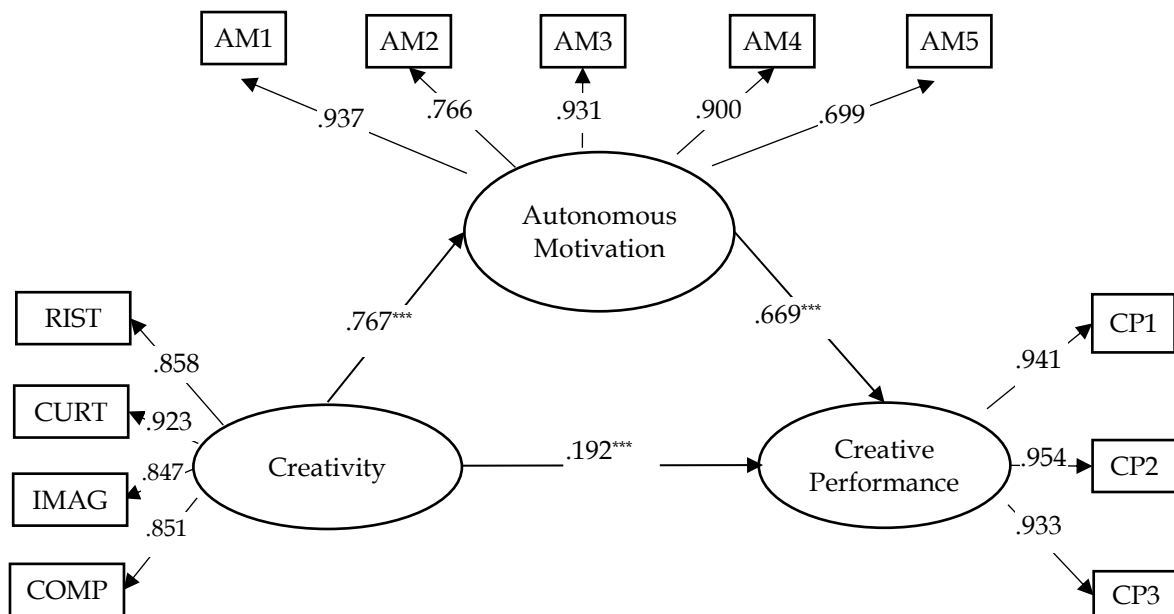 AM1
AM2
AM3
AM4
AM5
.937
.766
.931
.900
.699
Autonomous
Motivation
.767***
.669***
RIST
CURT
IMAG
COMP
.858
.923
.847
.851
Creativity
.192***
Creative
Performance
.941
.954
.933
CP1
CP2
CP3